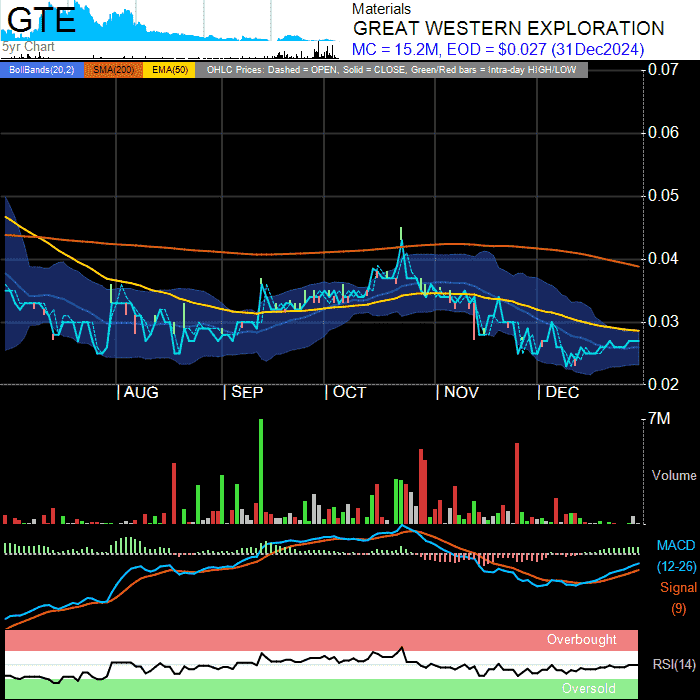 GTE
5yr Chart
Materials
GREAT WESTERN EXPLORATION
MC = 15.2M, EOD = $0.027 (31Dec2024)
BollBands(20,2) SMA(200) EMA(50) OHLC Prices: Dashed = OPEN, Solid = CLOSE, Green/Red bars = Intra-day HIGH/LOW
0.07
0.06
0.05
0.04
0.03
0.02
AUG SEP OCT NOV DEC
7M
Volume
MACD
(12-26)
Signal
(9)
Overbought
RSI(14)
Oversold